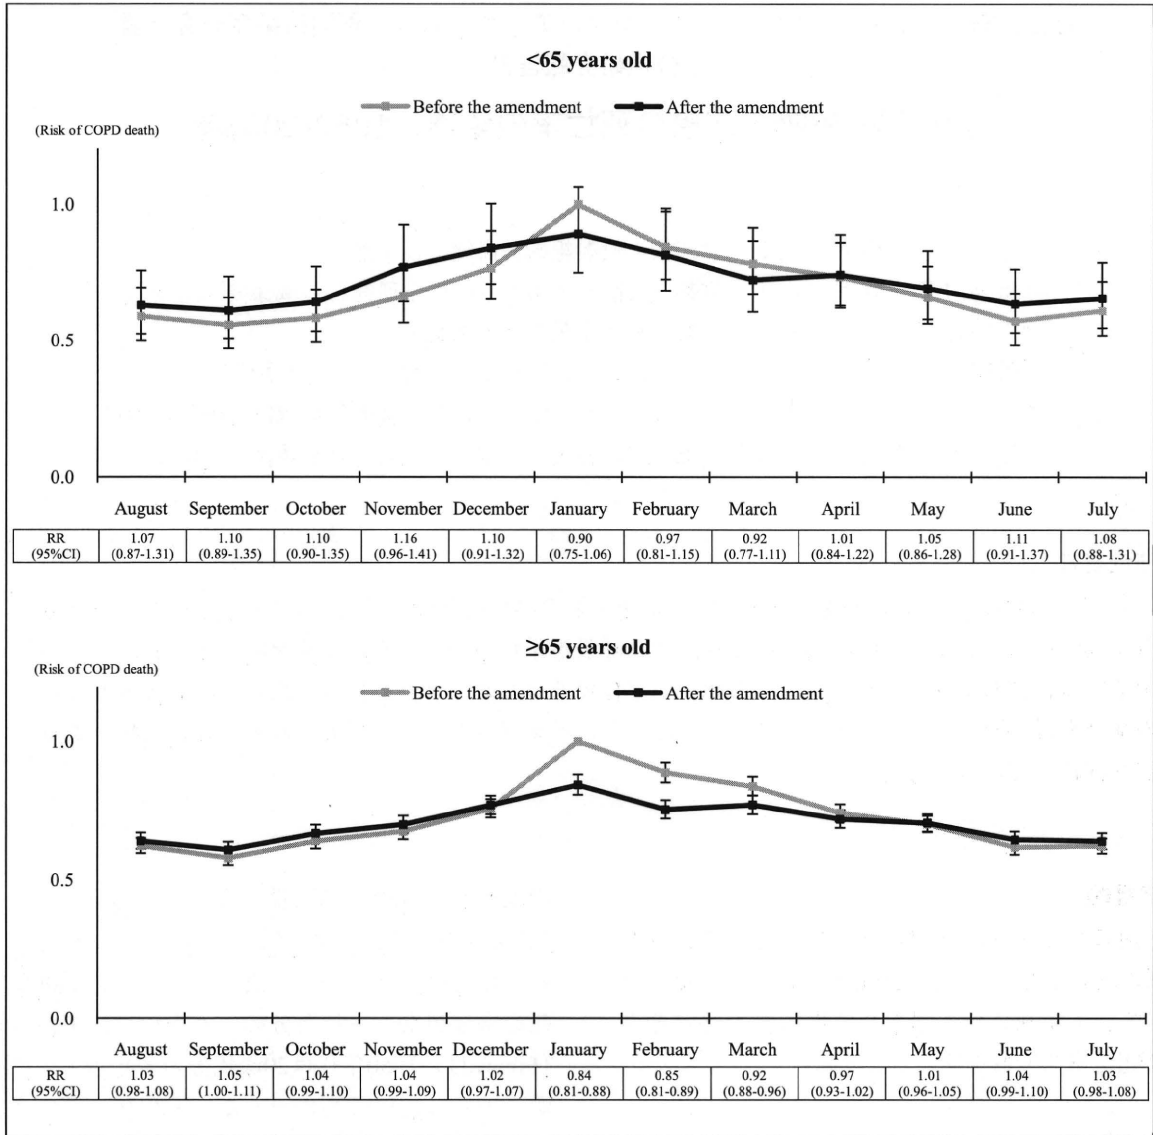 <65 years old
Before the amendment After the amendment
(Risk of COPD death)
1.0
0.5
0.0
August September October November December January February March April May June July
RR 1.07 1.10 1.10 1.16 1.10 0.90 0.97 0.92 1.01 1.05 1.11 1.08
(95%CI) (0.87-1.31) (0.89-1.35) (0.90-1.35) (0.96-1.41) (0.91-1.32) (0.75-1.06) (0.81-1.15) (0.77-1.11) (0.84-1.22) (0.86-1.28) (0.91-1.37) (0.88-1.31)
≥65 years old
(Risk of COPD death)
Before the amendment After the amendment
1.0
0.5
0.0
August September October November December January February March April May June July
RR 1.03 1.05 1.04 1.04 1.02 0.84 0.85 0.92 0.97 1.01 1.04 1.03
(95%CI) (0.98-1.08) (1.00-1.11) (0.99-1.10) (0.99-1.09) (0.97-1.07) (0.81-0.88) (0.81-0.89) (0.88-0.96) (0.93-1.02) (0.96-1.05) (0.99-1.10) (0.98-1.08)